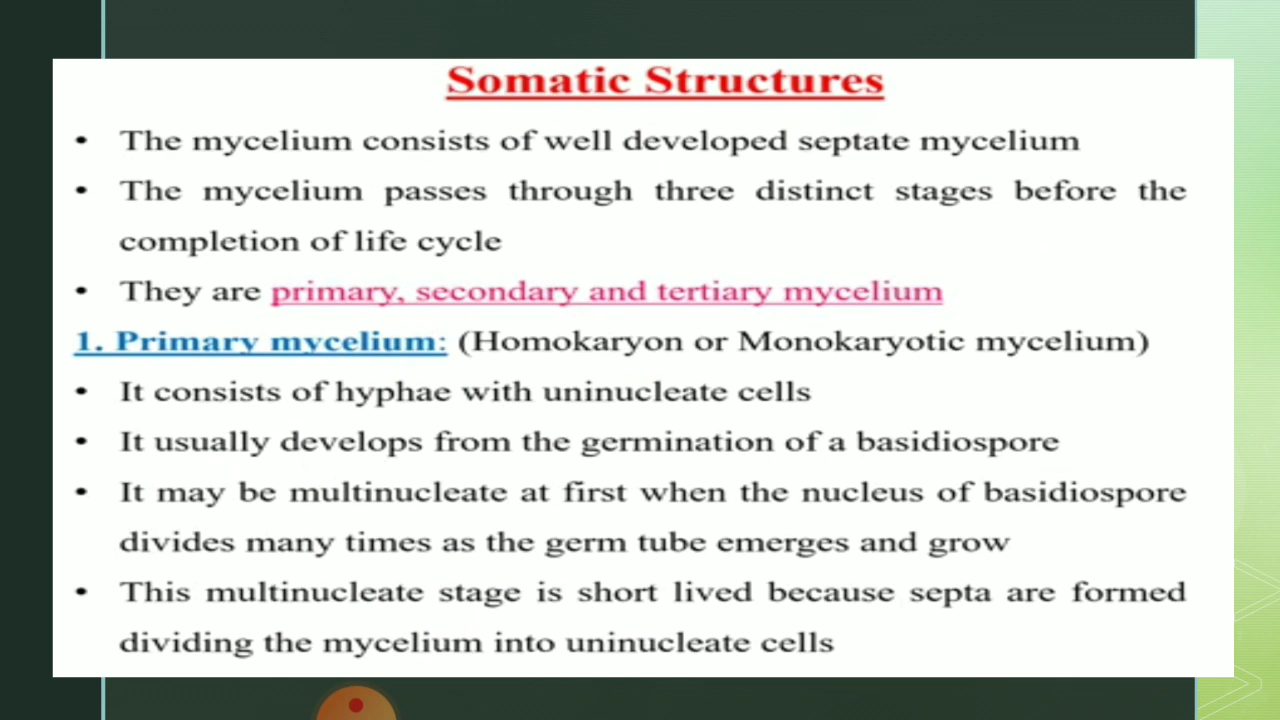 Somatic Structures
• The mycelium consists of well developed septate mycelium
• The mycelium passes through three distinct stages before the
completion of life cycle
• They are primary, secondary and tertiary mycelium
1. Primary mycelium: (Homokaryon or Monokaryotic mycelium)
• It consists of hyphae with uninucleate cells
• It usually develops from the germination of a basidiospore
• It may be multinucleate at first when the nucleus of basidiospore
divides many times as the germ tube emerges and grow
• This multinucleate stage is short lived because septa are formed
dividing the mycelium into uninucleate cells